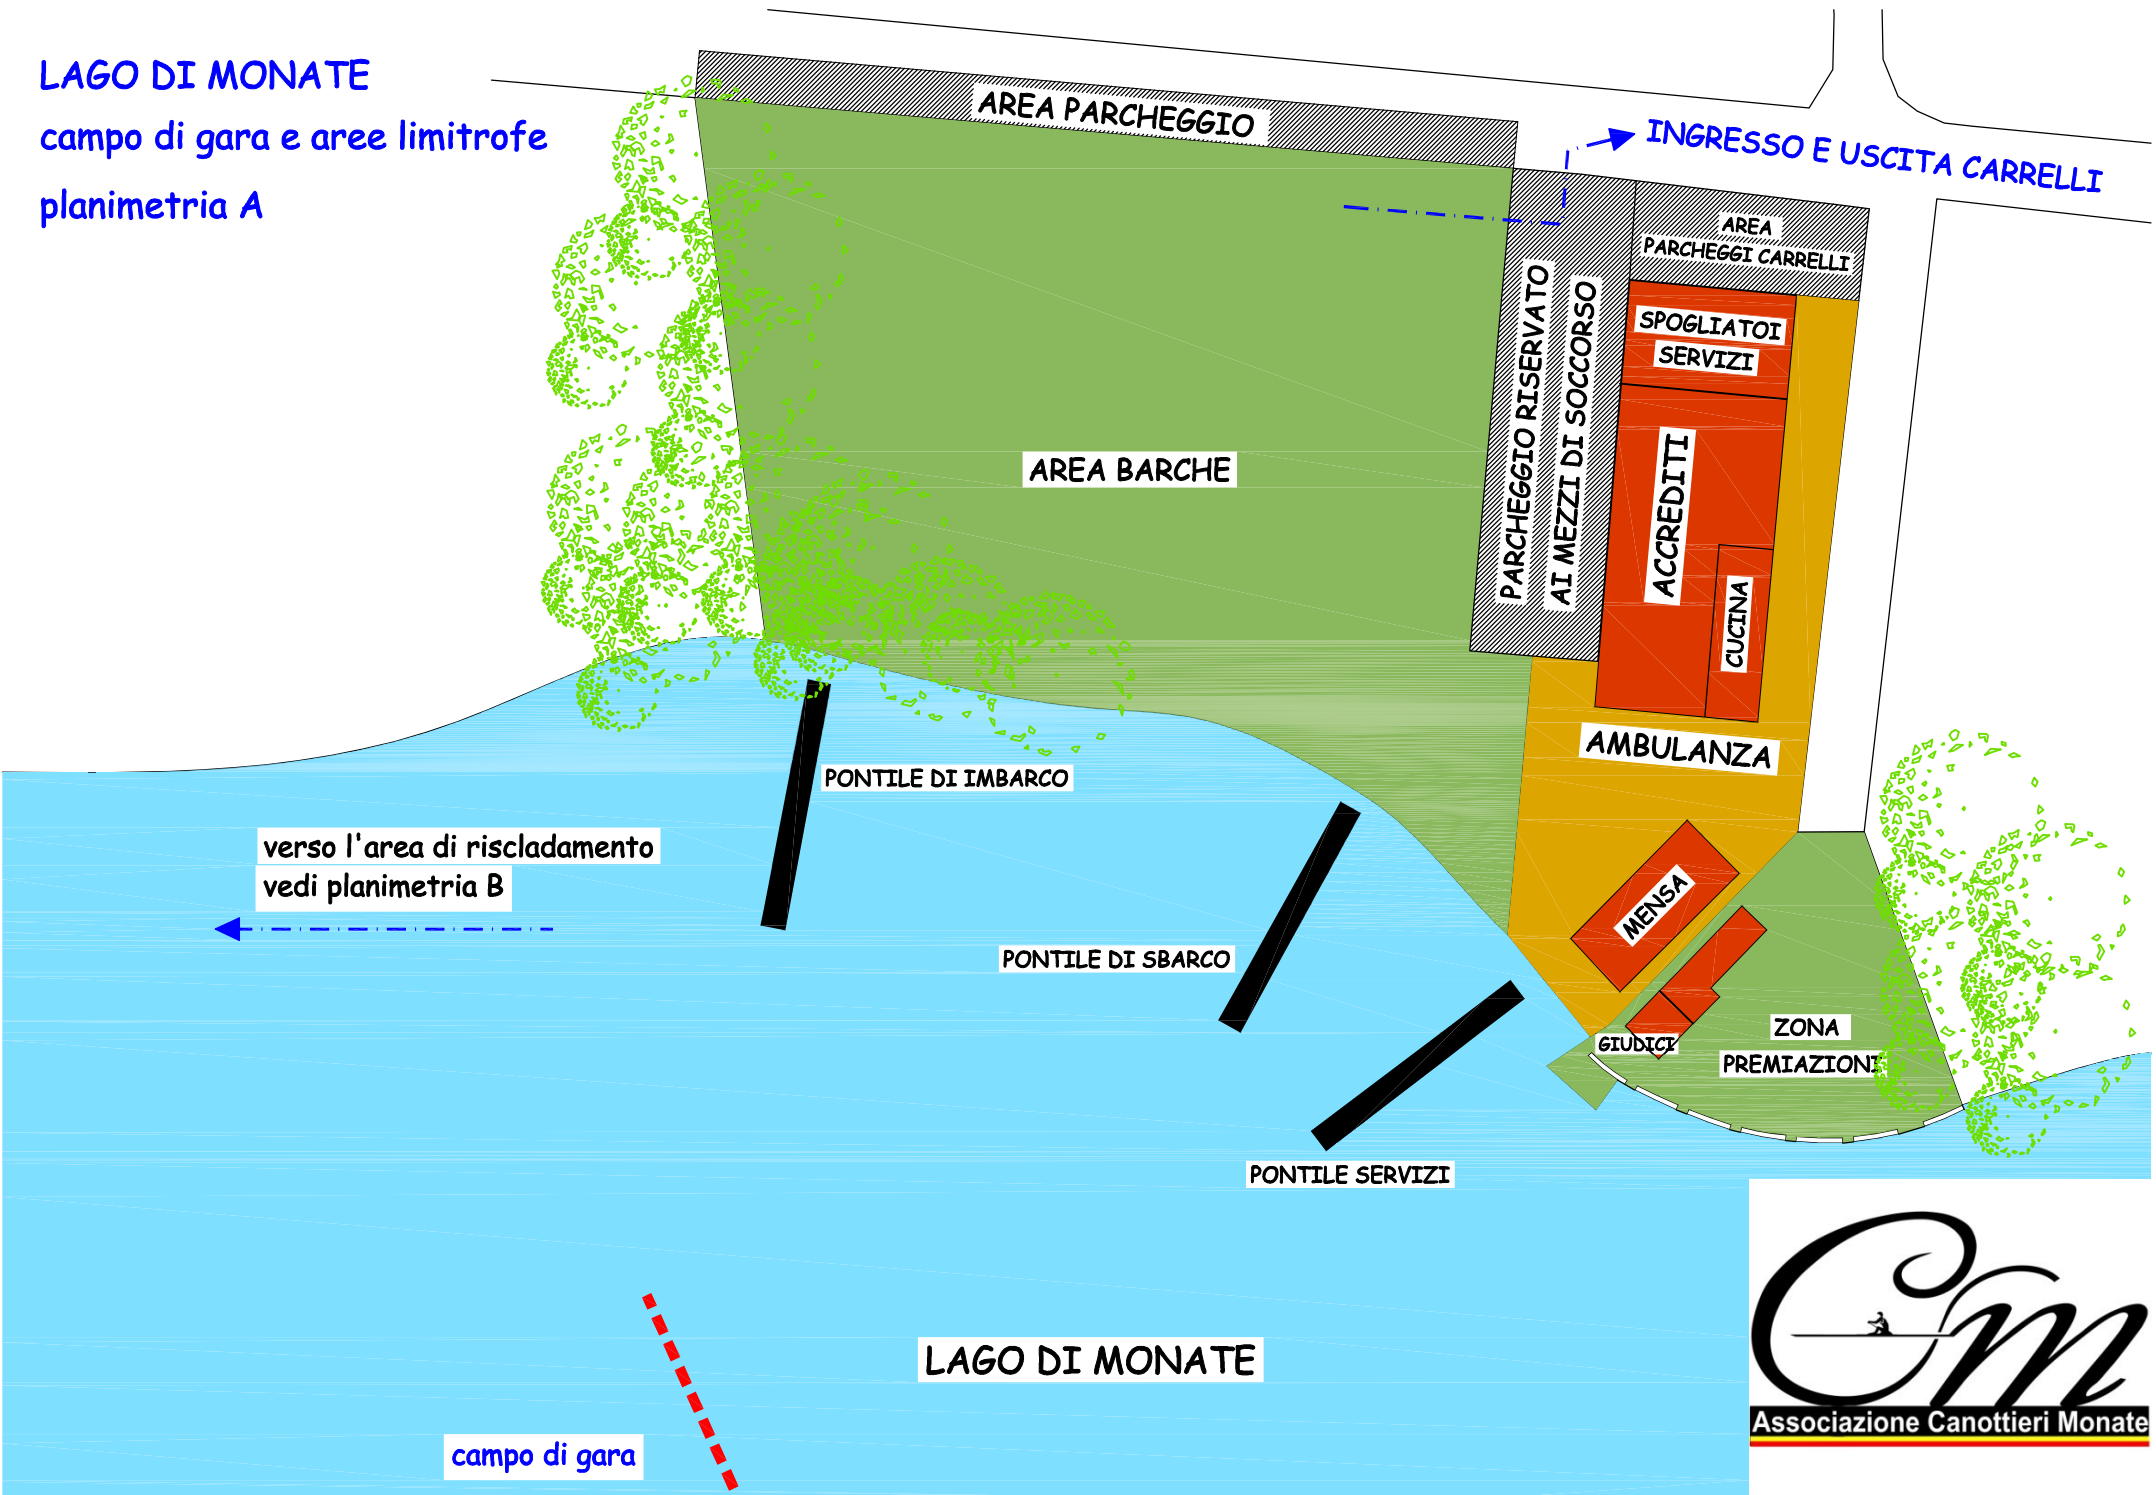 LAGO DI MONATE
campo di gara e aree limitrofe
planimetria A
AREA PARCHEGGIO
INGRESSO E USCITA CARRELLI
AREA
PARCHEGGI CARRELLI
PARCHEGGIO RISERVATO
AI MEZZI DI SOCCORSO
SPOGLIATOI
SERVIZI
AREA BARCHE
ACCREDITI
CUCINA
AMBULANZA
PONTILE DI IMBARCO
verso l'area di riscladamento
vedi planimetria B
MENSA
PONTILE DI SBARCO
GIUDICI
ZONA
PREMIAZIONI
PONTILE SERVIZI
LAGO DI MONATE
campo di gara
Cm
Associazione Canottieri Monate